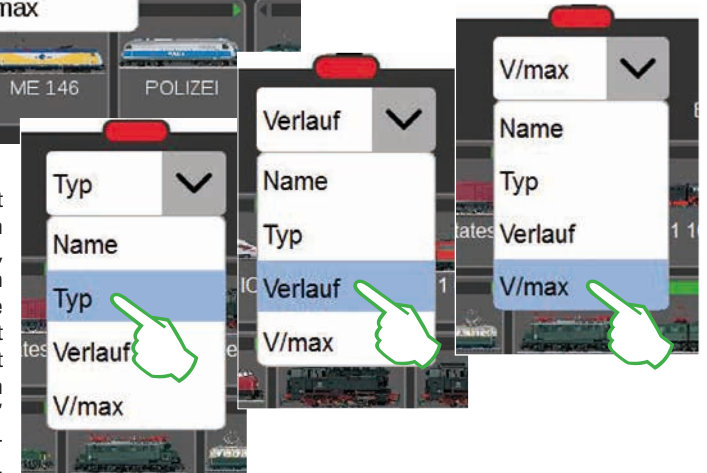 max
ME 146
POLIZEI
Typ
Name
Typ
Verlauf
V/max
Verlauf
Name
Typ
Verlauf
V/max
V/max
Name
Typ
Verlauf
V/max